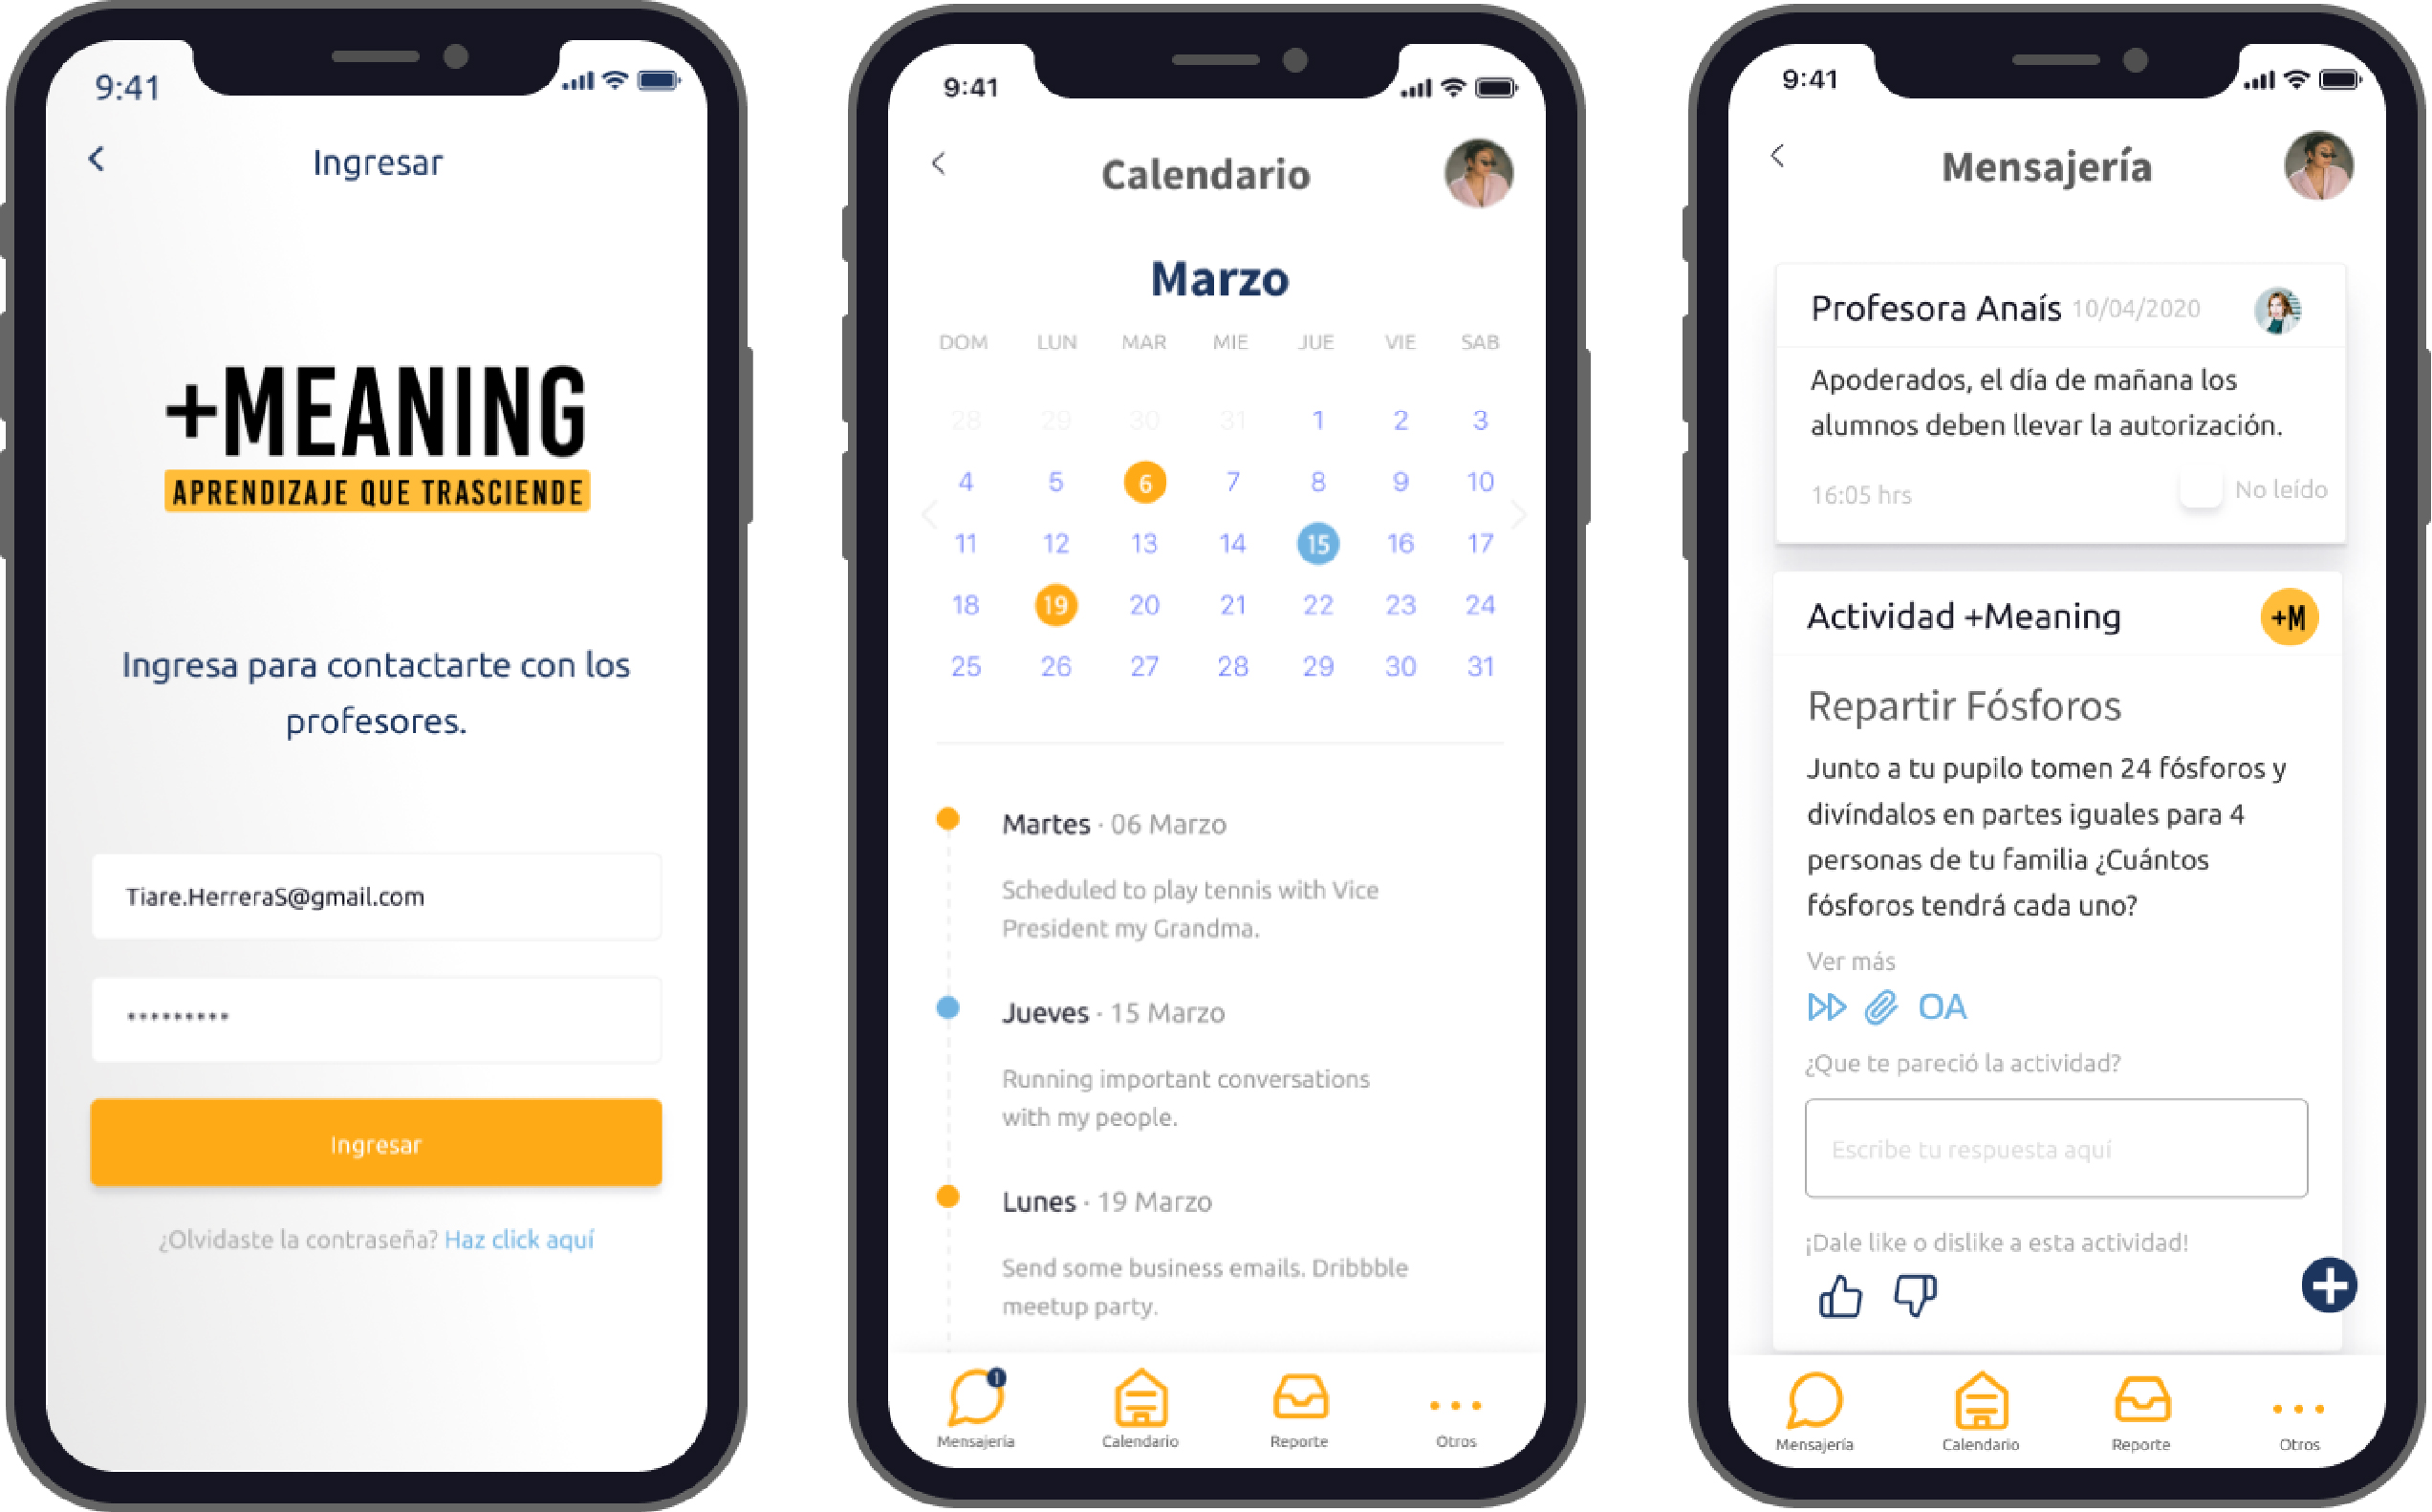 9:41
Ingresar
+MEANING
APRENDIZAJE QUE TRASCIENDE
Ingresa para contactarte con los
profesores.
Tiare.HerreraS@gmail.com
*********
Ingresar
¿Olvidaste la contraseña? Haz click aquí
9:41
Calendario
Marzo
DOM LUN MAR MIE JUE VIE SAB
28 29 30 31 1 2 3
4 5 6 7 8 9 10
11 12 13 14 15 16 17
18 19 20 21 22 23 24
25 26 27 28 29 30 31
Martes · 06 Marzo
Scheduled to play tennis with Vice
President my Grandma.
Jueves · 15 Marzo
Running important conversations
with my people.
Lunes · 19 Marzo
Send some business emails. Dribbble
meetup party.
1
Mensajería Calendario Reporte Otros
9:41
Mensajería
Profesora Anaís 10/04/2020
Apoderados, el día de mañana los
alumnos deben llevar la autorización.
16:05 hrs No leído
Actividad +Meaning +M
Repartir Fósforos
Junto a tu pupilo tomen 24 fósforos y
divíndalos en partes iguales para 4
personas de tu familia ¿Cuántos
fósforos tendrá cada uno?
Ver más
OA
¿Que te pareció la actividad?
Escribe tu respuesta aquí
¡Dale like o dislike a esta actividad!
Mensajería Calendario Reporte Otros